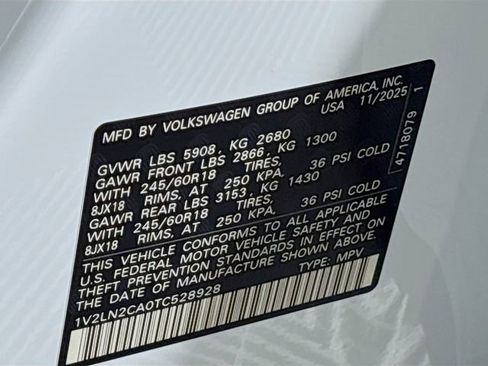 MFD BY VOLKSWAGEN GROUP OF AMERICA, INC.
USA 11/2025
GVWR LBS 5908, KG 2680
GAWR FRONT LBS 2866, KG 1300
WITH 245/60R18 TIRES,
8JX18 RIMS, AT 250 KPA, 36 PSI COLD
GAWR REAR LBS 3153, KG 1430
WITH 245/60R18 TIRES,
8JX18 RIMS, AT 250 KPA, 36 PSI COLD
THIS VEHICLE CONFORMS TO ALL APPLICABLE
U.S. FEDERAL MOTOR VEHICLE SAFETY AND
THEFT PREVENTION STANDARDS IN EFFECT ON
THE DATE OF MANUFACTURE SHOWN ABOVE.
1V2LN2CA0TC528928 TYPE: MPV
4718079 1